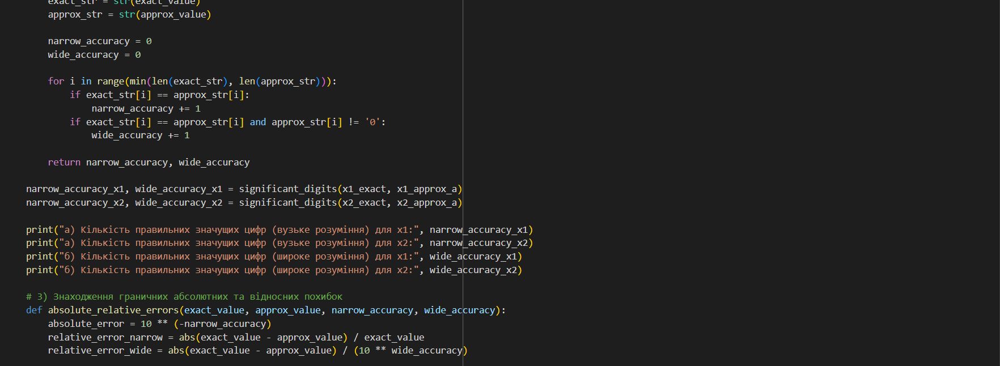 exact_str = str(exact_value)
approx_str = str(approx_value)
narrow_accuracy = 0
wide_accuracy = 0
for i in range(min(len(exact_str), len(approx_str))):
if exact_str[i] == approx_str[i]:
narrow_accuracy += 1
if exact_str[i] == approx_str[i] and approx_str[i] != '0':
wide_accuracy += 1
return narrow_accuracy, wide_accuracy
narrow_accuracy_x1, wide_accuracy_x1 = significant_digits(x1_exact, x1_approx_a)
narrow_accuracy_x2, wide_accuracy_x2 = significant_digits(x2_exact, x2_approx_a)
print("а) Кількість правильних значущих цифр (вузьке розуміння) для x1:", narrow_accuracy_x1)
print("а) Кількість правильних значущих цифр (вузьке розуміння) для x2:", narrow_accuracy_x2)
print("б) Кількість правильних значущих цифр (широке розуміння) для x1:", wide_accuracy_x1)
print("б) Кількість правильних значущих цифр (широке розуміння) для x2:", wide_accuracy_x2)
# 3) Знаходження граничних абсолютних та відносних похибок
def absolute_relative_errors(exact_value, approx_value, narrow_accuracy, wide_accuracy):
absolute_error = 10 ** (-narrow_accuracy)
relative_error_narrow = abs(exact_value - approx_value) / exact_value
relative_error_wide = abs(exact_value - approx_value) / (10 ** wide_accuracy)